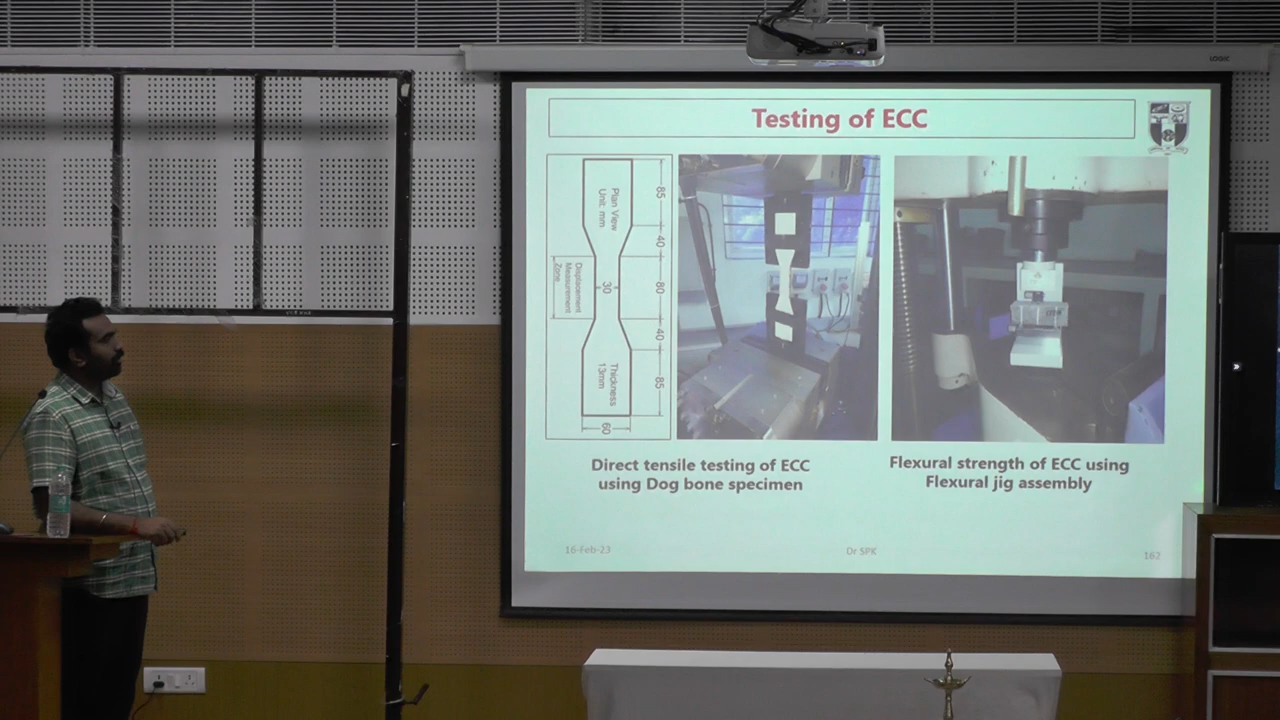 LOGIC
Testing of ECC
Plan View
Unit: mm
85
40
Displacement
Measurement
Zone
30
80
40
Thickness
13mm
85
60
Direct tensile testing of ECC
using Dog bone specimen
Flexural strength of ECC using
Flexural jig assembly
16-Feb-23
Dr SPK
162